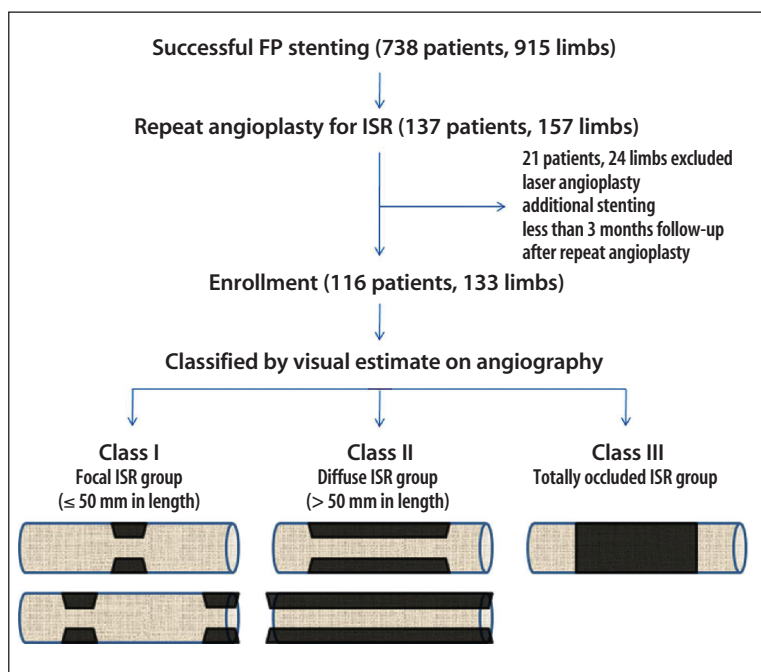 Successful FP stenting (738 patients, 915 limbs)
Repeat angioplasty for ISR (137 patients, 157 limbs)
21 patients, 24 limbs excluded
laser angioplasty
additional stenting
less than 3 months follow-up
after repeat angioplasty
Enrollment (116 patients, 133 limbs)
Classified by visual estimate on angiography
Class I
Focal ISR group
(≤ 50 mm in length)
Class II
Diffuse ISR group
(> 50 mm in length)
Class III
Totally occluded ISR group